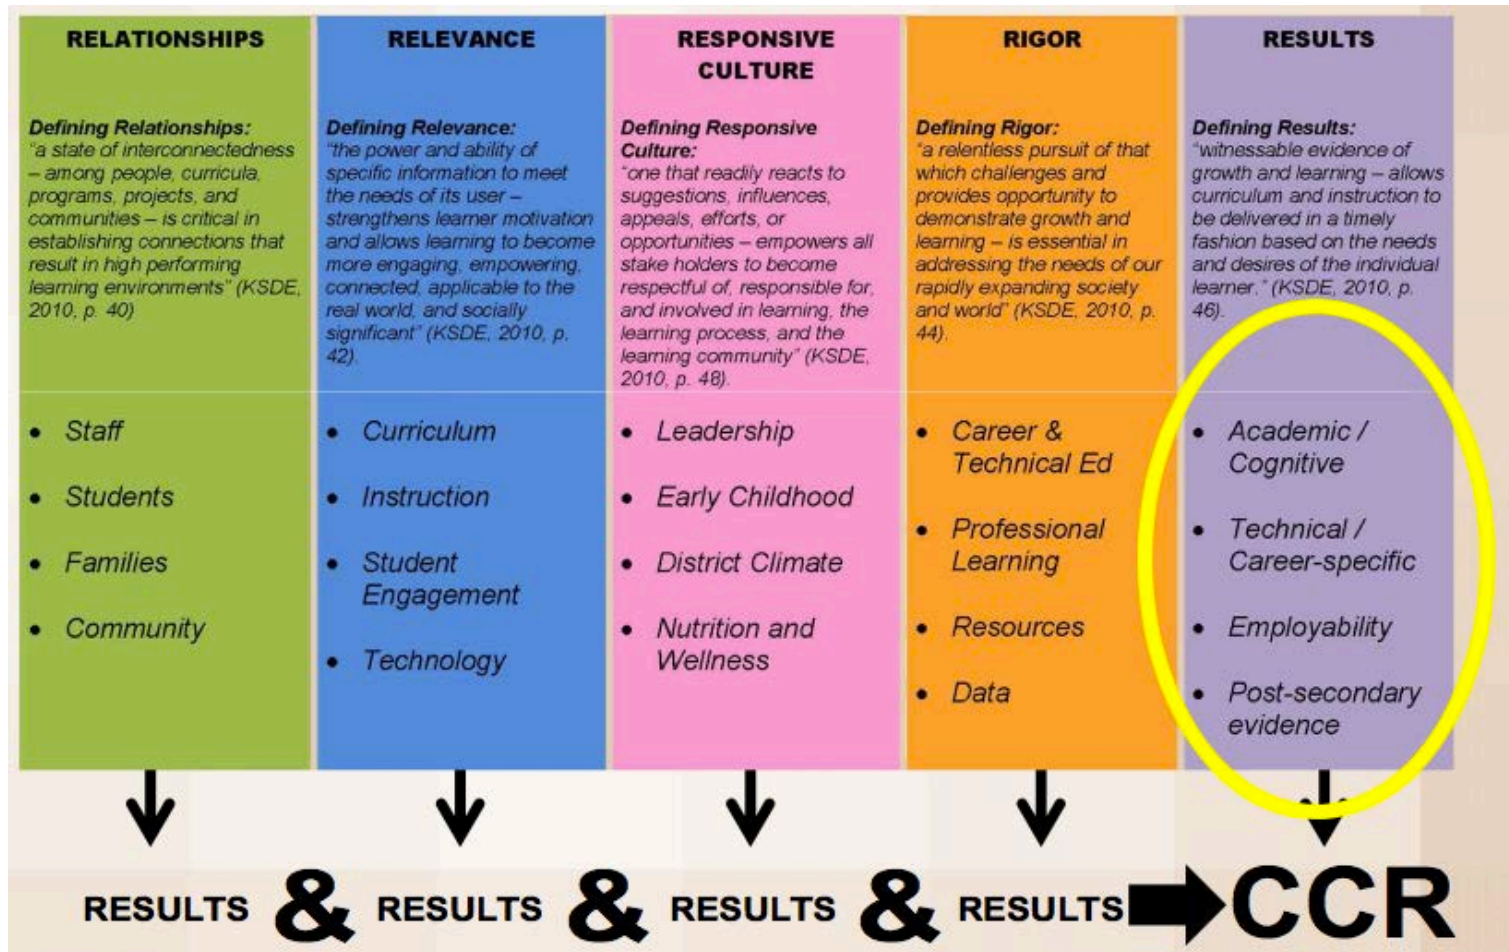 RELATIONSHIPS
Defining Relationships:
“a state of interconnectedness
– among people, curricula,
programs, projects, and
communities – is critical in
establishing connections that
result in high performing
learning environments” (KSDE,
2010, p. 40)
• Staff
• Students
• Families
• Community
RELEVANCE
Defining Relevance:
“the power and ability of
specific information to meet
the needs of its user –
strengthens learner motivation
and allows learning to become
more engaging, empowering,
connected, applicable to the
real world, and socially
significant” (KSDE, 2010, p.
42).
• Curriculum
• Instruction
• Student
Engagement
• Technology
RESPONSIVE
CULTURE
Defining Responsive
Culture:
“one that readily reacts to
suggestions, influences,
appeals, efforts, or
opportunities – empowers all
stake holders to become
respectful of, responsible for,
and involved in learning, the
learning process, and the
learning community” (KSDE,
2010, p. 48).
• Leadership
• Early Childhood
• District Climate
• Nutrition and
Wellness
RIGOR
Defining Rigor:
“a relentless pursuit of that
which challenges and
provides opportunity to
demonstrate growth and
learning – is essential in
addressing the needs of our
rapidly expanding society
and world” (KSDE, 2010, p.
44).
• Career &
Technical Ed
• Professional
Learning
• Resources
• Data
RESULTS
Defining Results:
“witnessable evidence of
growth and learning – allows
curriculum and instruction to
be delivered in a timely
fashion based on the needs
and desires of the individual
learner.” (KSDE, 2010, p.
46).
• Academic /
Cognitive
• Technical /
Career-specific
• Employability
• Post-secondary
evidence
RESULTS & RESULTS & RESULTS & RESULTS CCR